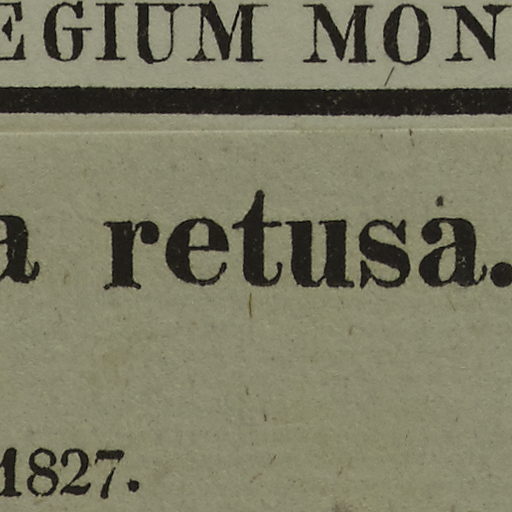 EGIUM MON
a retusa.
1827.